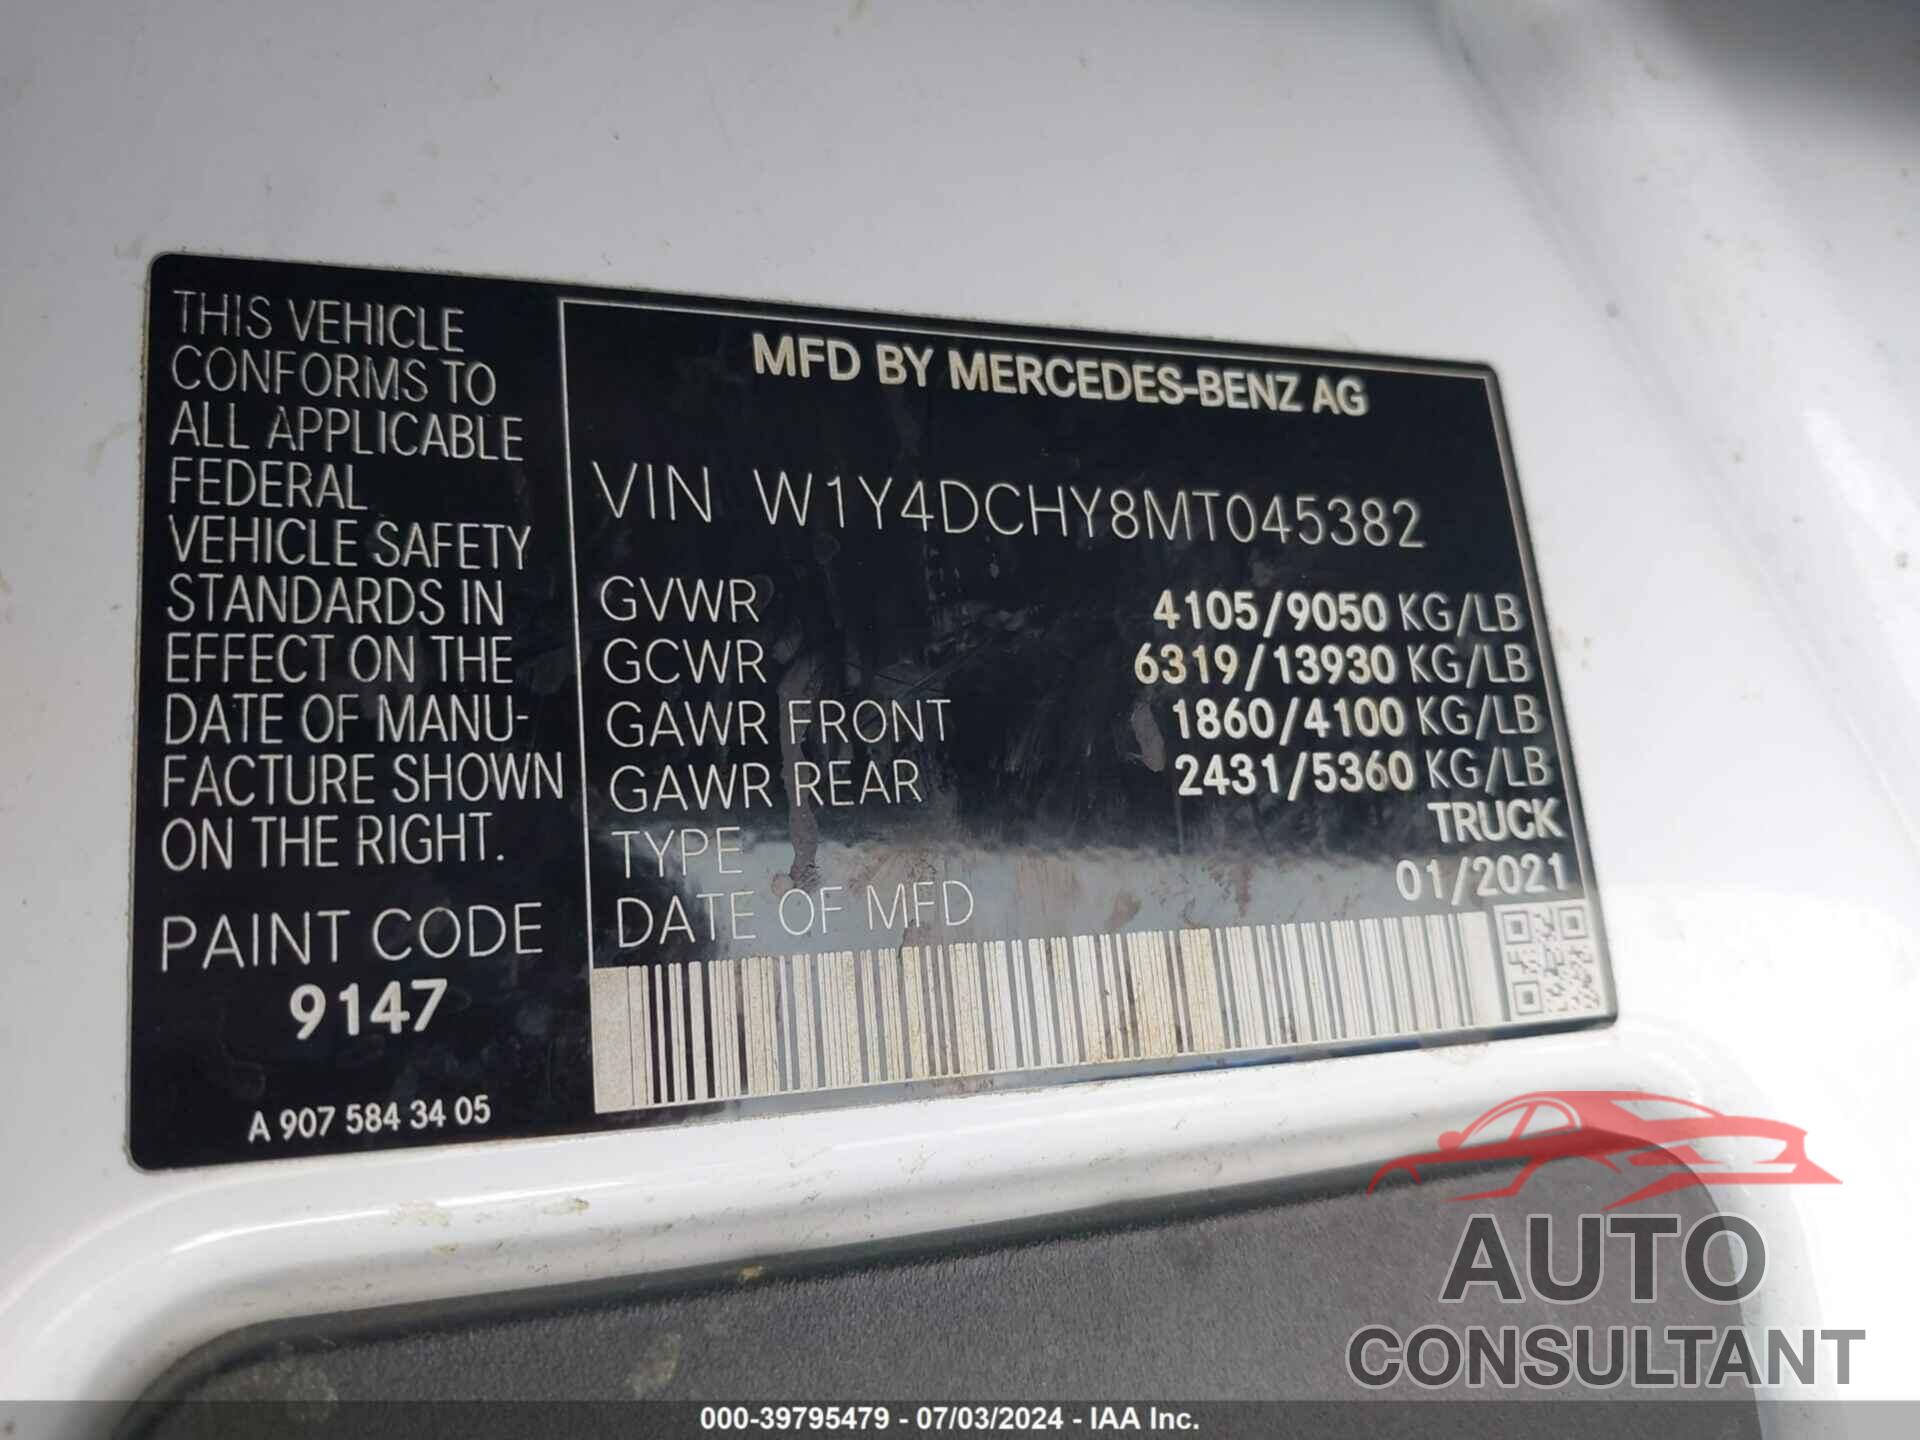 THIS VEHICLE
CONFORMS TO
ALL APPLICABLE
FEDERAL
VEHICLE SAFETY
STANDARDS IN
EFFECT ON THE
DATE OF MANU-
FACTURE SHOWN
ON THE RIGHT.
PAINT CODE
9147
A 907 584 34 05
MFD BY MERCEDES-BENZ AG
VIN W1Y4DCHY8MT045382
GVWR 4105/9050 KG/LB
GCWR 6319/13930 KG/LB
GAWR FRONT 1860/4100 KG/LB
GAWR REAR 2431/5360 KG/LB
TYPE TRUCK
DATE OF MFD 01/2021
AUTO
CONSULTANT
000-39795479 - 07/03/2024 - IAA Inc.